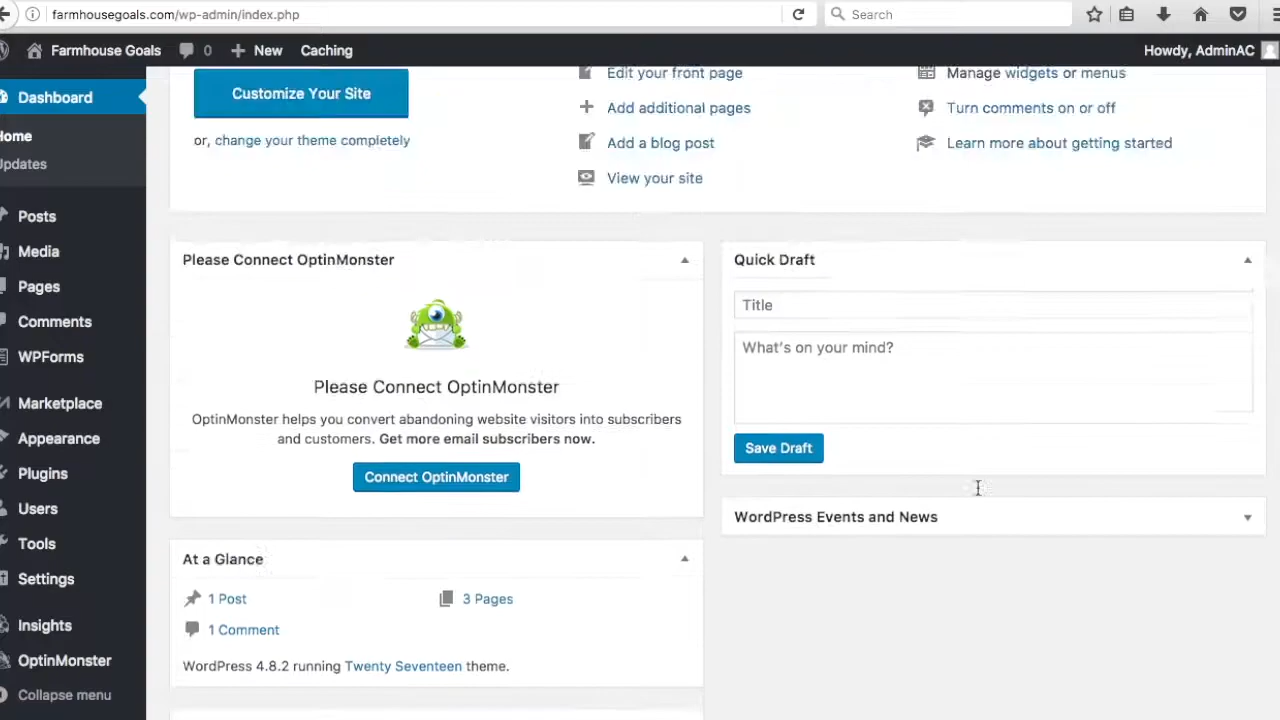 farmhousegoals.com/wp-admin/index.php
Search
Farmhouse Goals
0
New
Caching
Howdy, AdminAC
Dashboard
Home
Updates
Posts
Media
Pages
Comments
WPForms
Marketplace
Appearance
Plugins
Users
Tools
Settings
Insights
OptinMonster
Collapse menu
Customize Your Site
or, change your theme completely
Edit your front page
Add additional pages
Add a blog post
View your site
Manage widgets or menus
Turn comments on or off
Learn more about getting started
Please Connect OptinMonster
Please Connect OptinMonster
OptinMonster helps you convert abandoning website visitors into subscribers
and customers. Get more email subscribers now.
Connect OptinMonster
At a Glance
1 Post
3 Pages
1 Comment
WordPress 4.8.2 running Twenty Seventeen theme.
Quick Draft
Title
What's on your mind?
Save Draft
WordPress Events and News